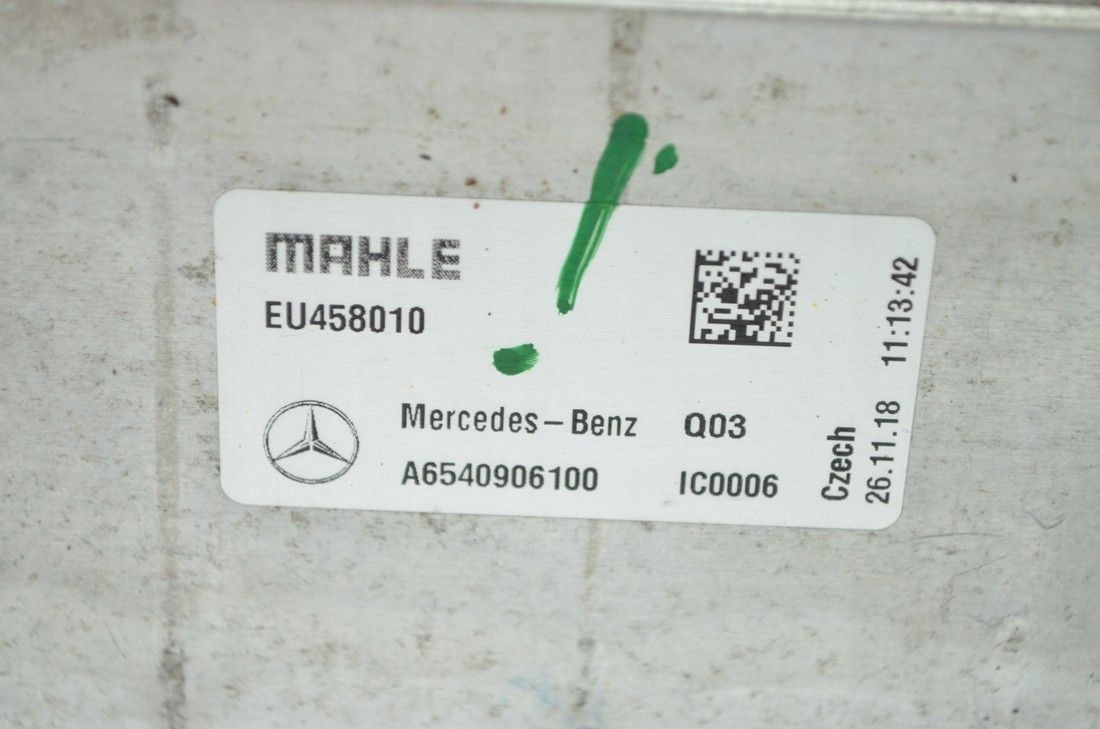 MAHLE
EU458010
Mercedes-Benz Q03
A6540906100 IC0006
Czech
26.11.18 11:13:42